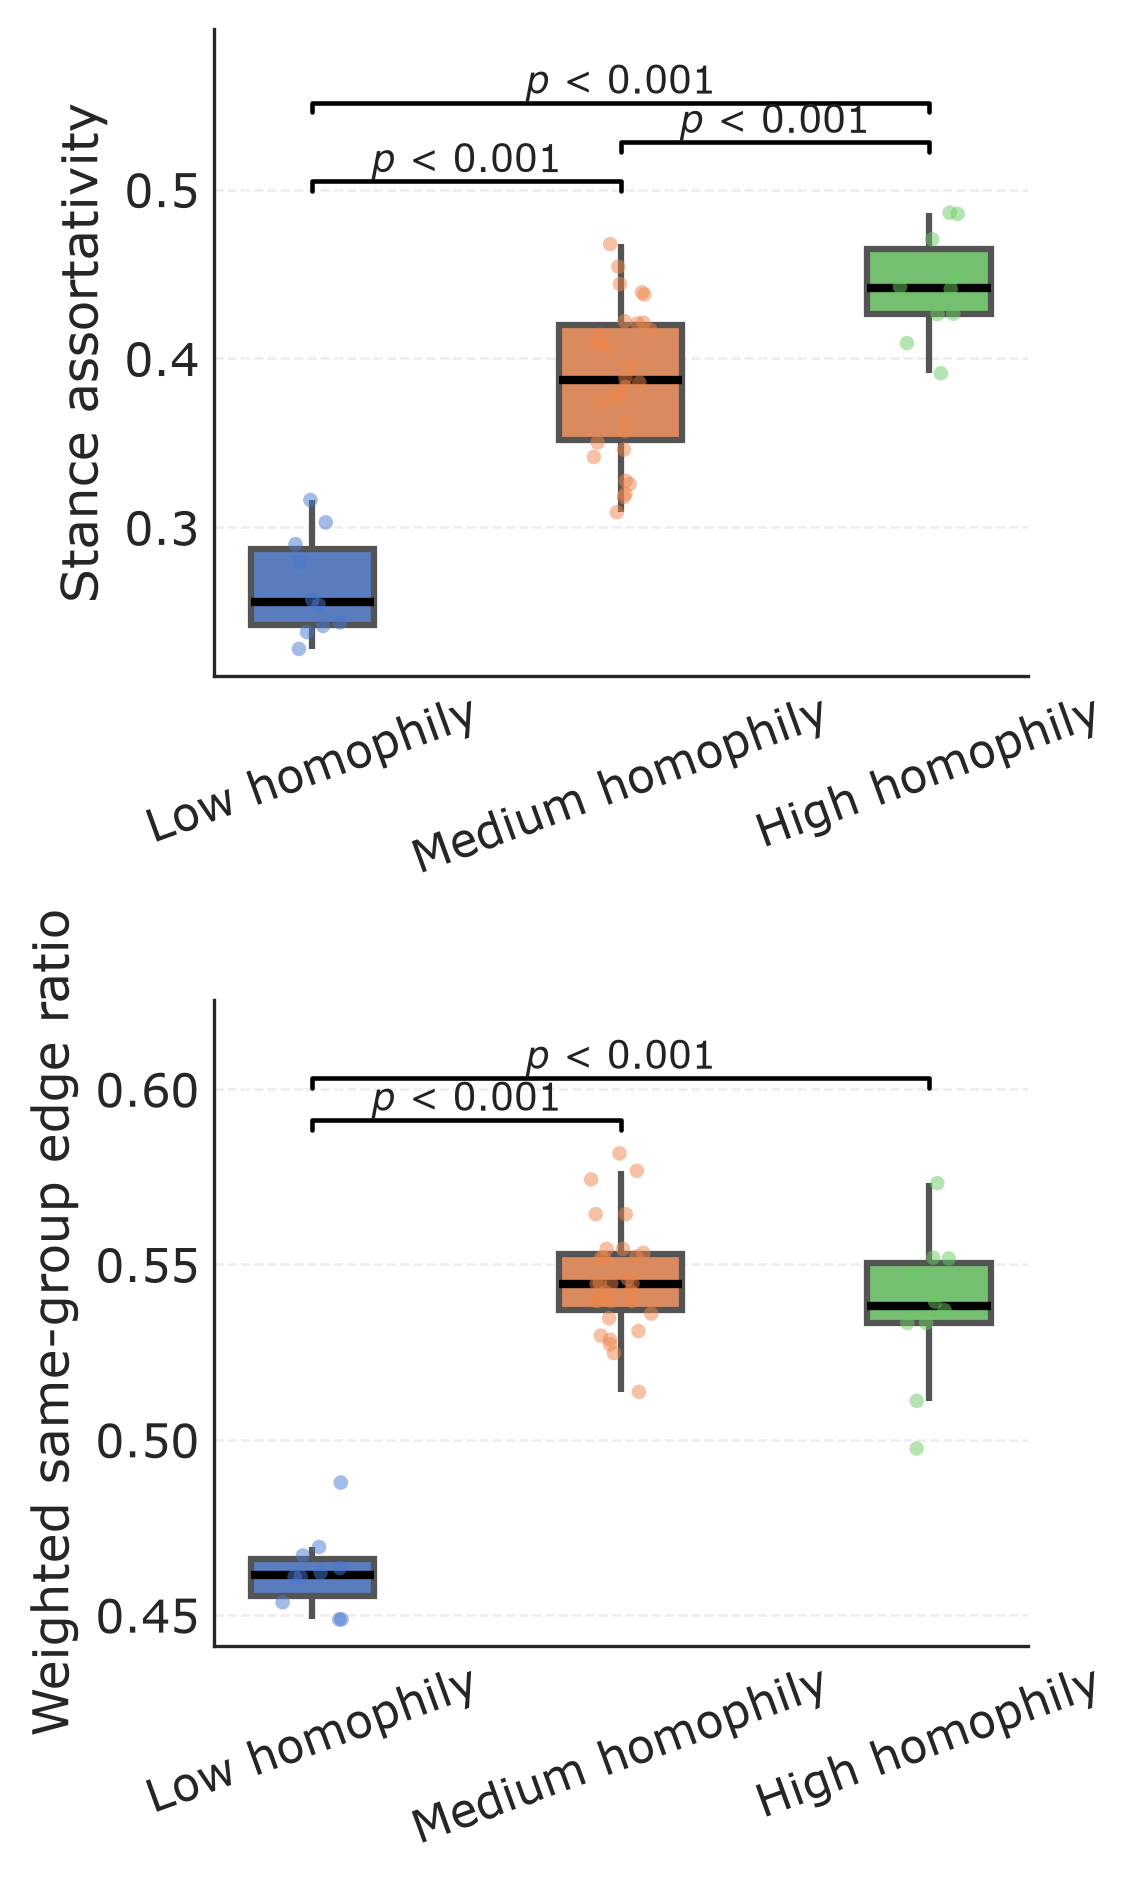 Stance assortativity
p < 0.001
p < 0.001
p < 0.001
0.5
0.4
0.3
Low homophily
Medium homophily
High homophily
Weighted same-group edge ratio
p < 0.001
p < 0.001
0.60
0.55
0.50
0.45
Low homophily
Medium homophily
High homophily